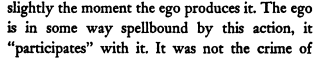 slightly the moment the ego produces it. The ego
is in some way spellbound by this action, it
“participates” with it. It was not the crime of